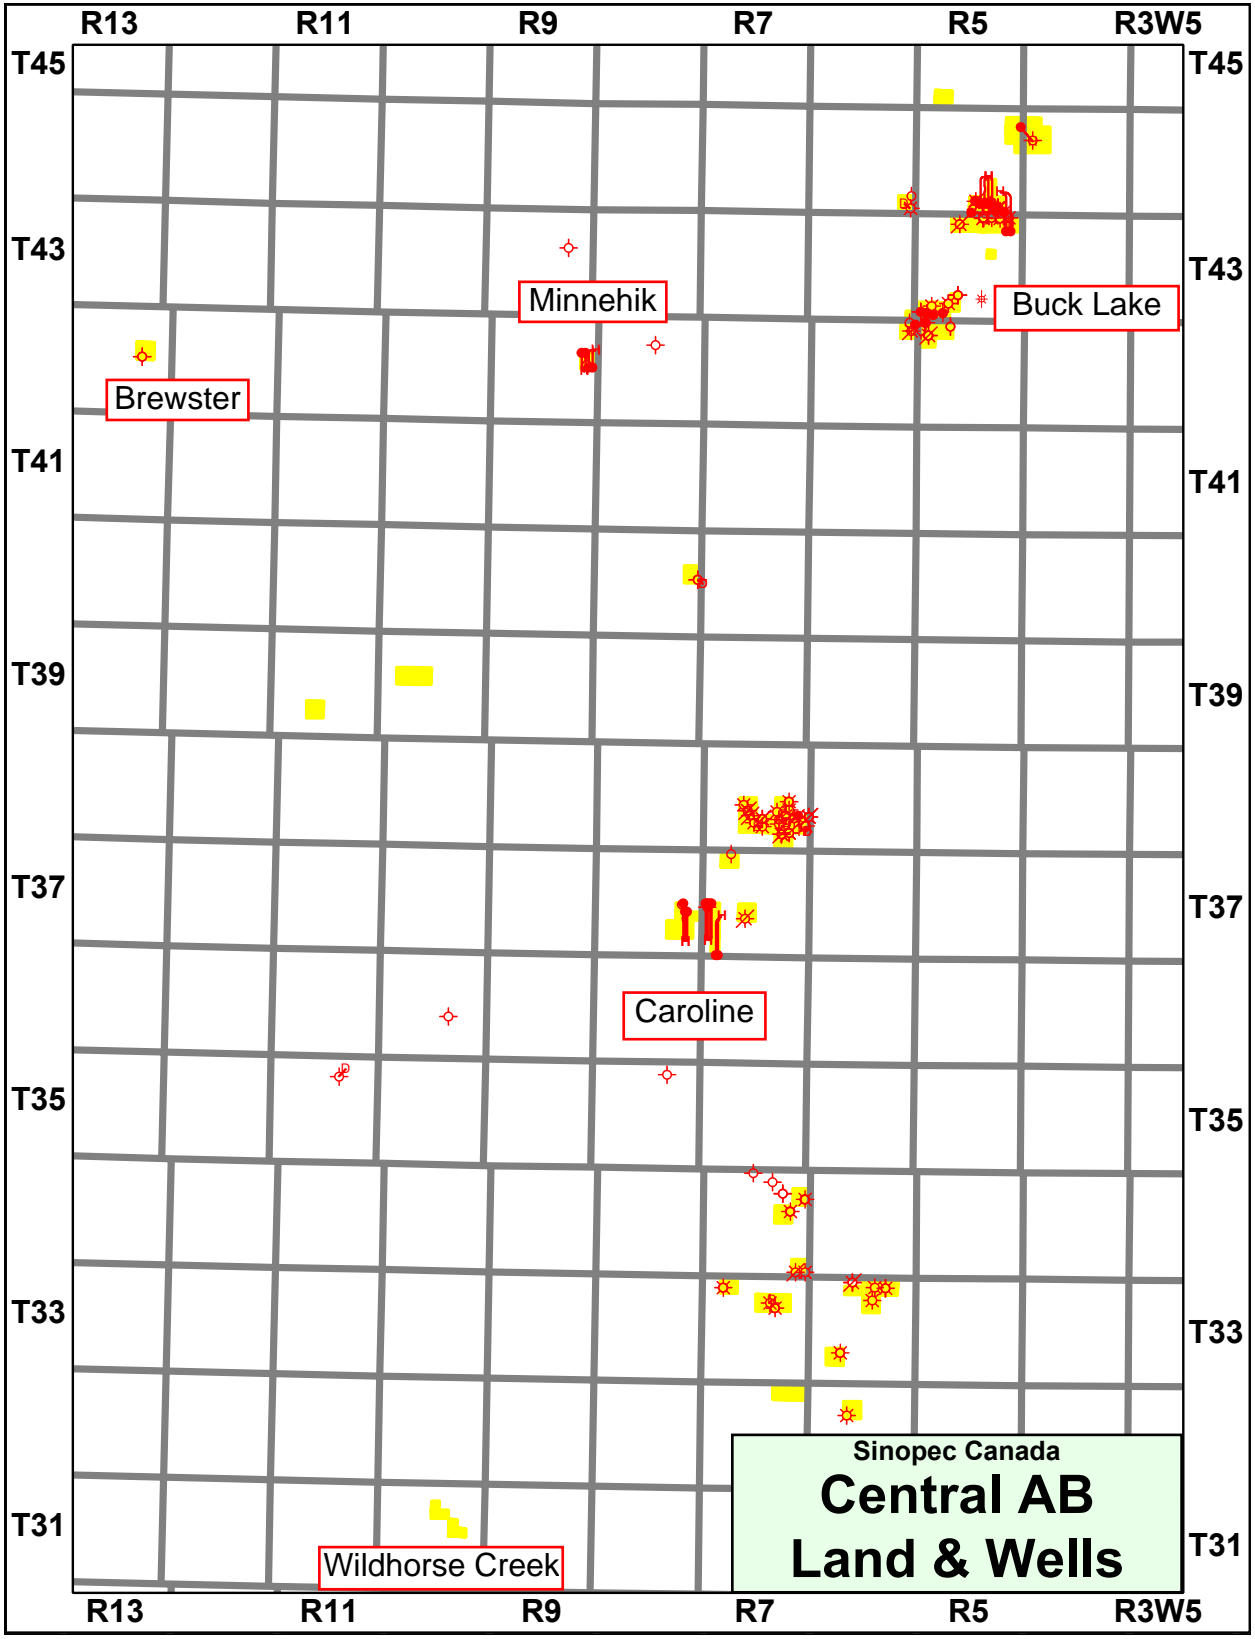 R13 R11 R9 R7 R5 R3W5
T45 T45
T43 T43
Minnehik Buck Lake
Brewster
T41 T41
T39 T39
T37 T37
Caroline
T35 T35
T33 T33
Sinopec Canada
Central AB
Land & Wells
T31 T31
Wildhorse Creek
R13 R11 R9 R7 R5 R3W5